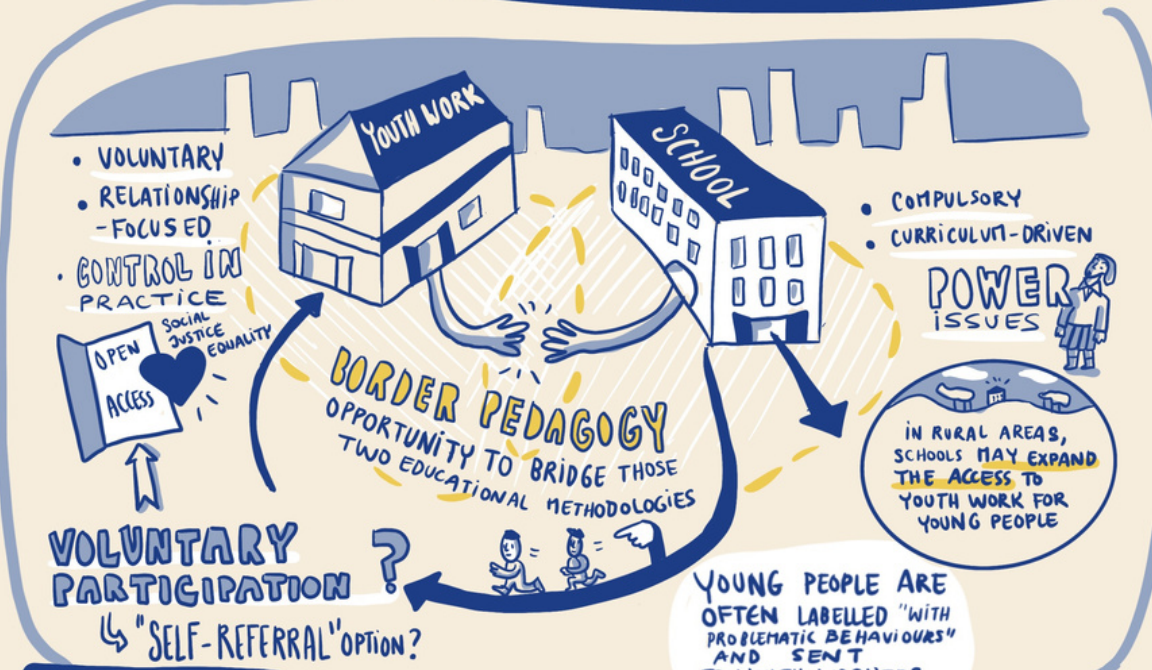 YOUTH WORK
SCHOOL
• VOLUNTARY
• RELATIONSHIP
-FOCUSED
• CONTROL IN
PRACTICE
SOCIAL
JUSTICE
EQUALITY
OPEN
ACCESS
• COMPULSORY
• CURRICULUM-DRIVEN
POWER
ISSUES
BORDER PEDAGOGY
OPPORTUNITY TO BRIDGE THOSE
TWO EDUCATIONAL METHODOLOGIES
IN RURAL AREAS,
SCHOOLS MAY EXPAND
THE ACCESS TO
YOUTH WORK FOR
YOUNG PEOPLE
VOLUNTARY
PARTICIPATION ?
"SELF-REFERRAL" OPTION?
YOUNG PEOPLE ARE
OFTEN LABELLED "WITH
PROBLEMATIC BEHAVIOURS"
AND SENT